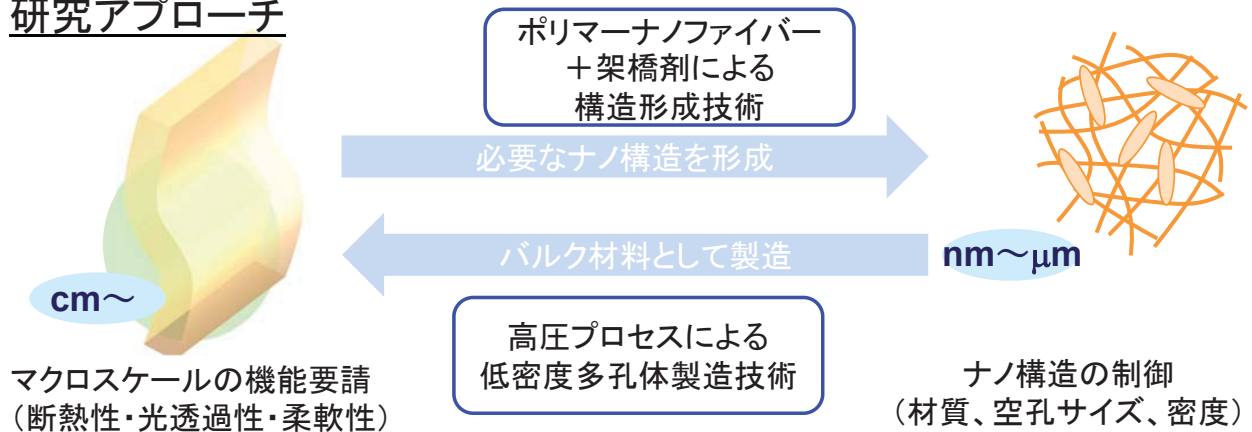 研究アプローチ
ポリマーナノファイバー
＋架橋剤による
構造形成技術
必要なナノ構造を形成
バルク材料として製造
nm～μm
cm～
高圧プロセスによる
低密度多孔体製造技術
マクロスケールの機能要請
（断熱性・光透過性・柔軟性）
ナノ構造の制御
（材質、空孔サイズ、密度）